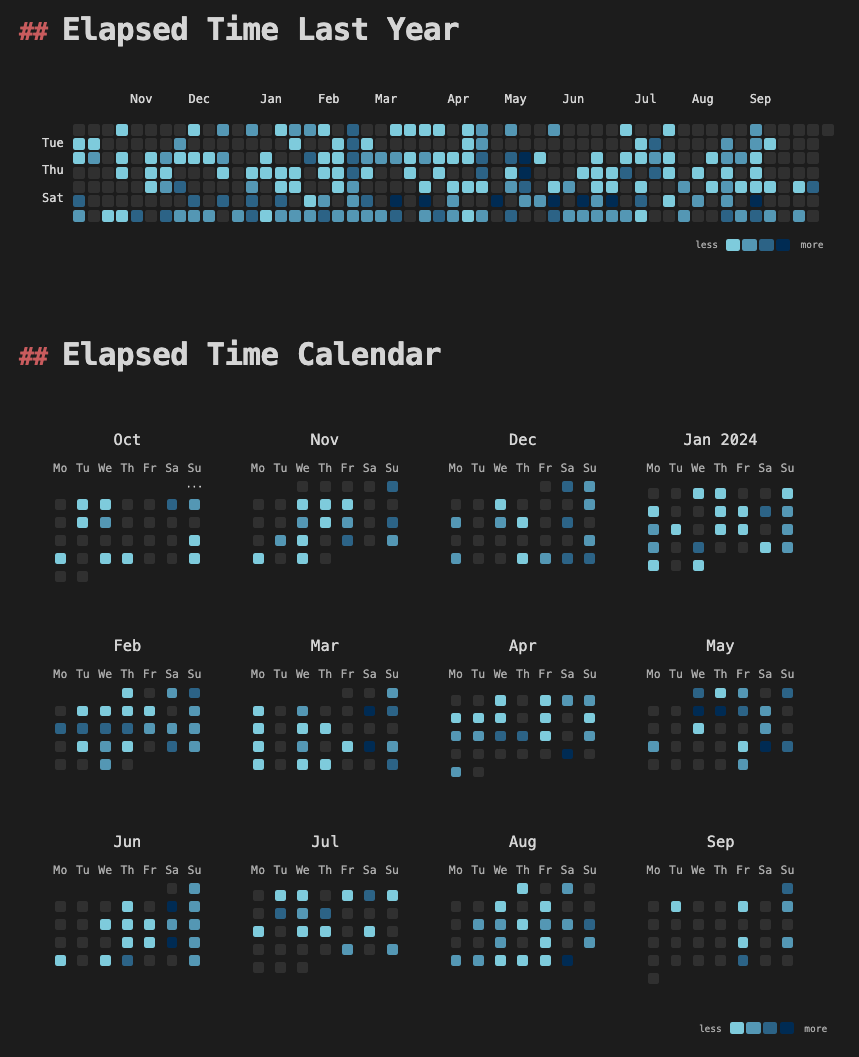 ## Elapsed Time Last Year
Nov Dec Jan Feb Mar Apr May Jun Jul Aug Sep
Tue
Thu
Sat
less more
## Elapsed Time Calendar
Oct Nov Dec Jan 2024
Mo Tu We Th Fr Sa Su Mo Tu We Th Fr Sa Su Mo Tu We Th Fr Sa Su Mo Tu We Th Fr Sa Su
...
Feb Mar Apr May
Mo Tu We Th Fr Sa Su Mo Tu We Th Fr Sa Su Mo Tu We Th Fr Sa Su Mo Tu We Th Fr Sa Su
Jun Jul Aug Sep
Mo Tu We Th Fr Sa Su Mo Tu We Th Fr Sa Su Mo Tu We Th Fr Sa Su Mo Tu We Th Fr Sa Su
less more